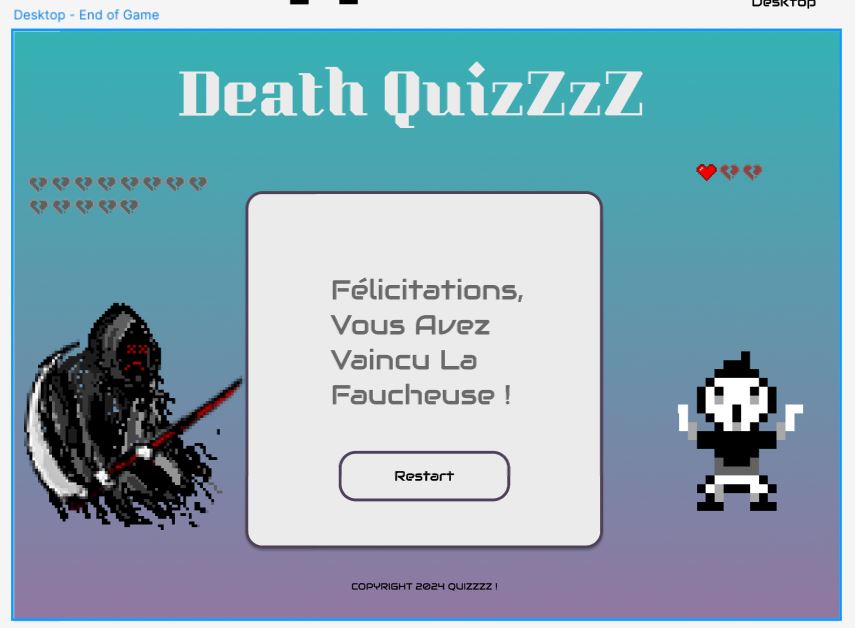 Desktop - End of Game
Desktop
Death QuizZzZ
Félicitations,
Vous Avez
Vaincu La
Faucheuse !
Restart
COPYRIGHT 2024 QUIZZZZ !